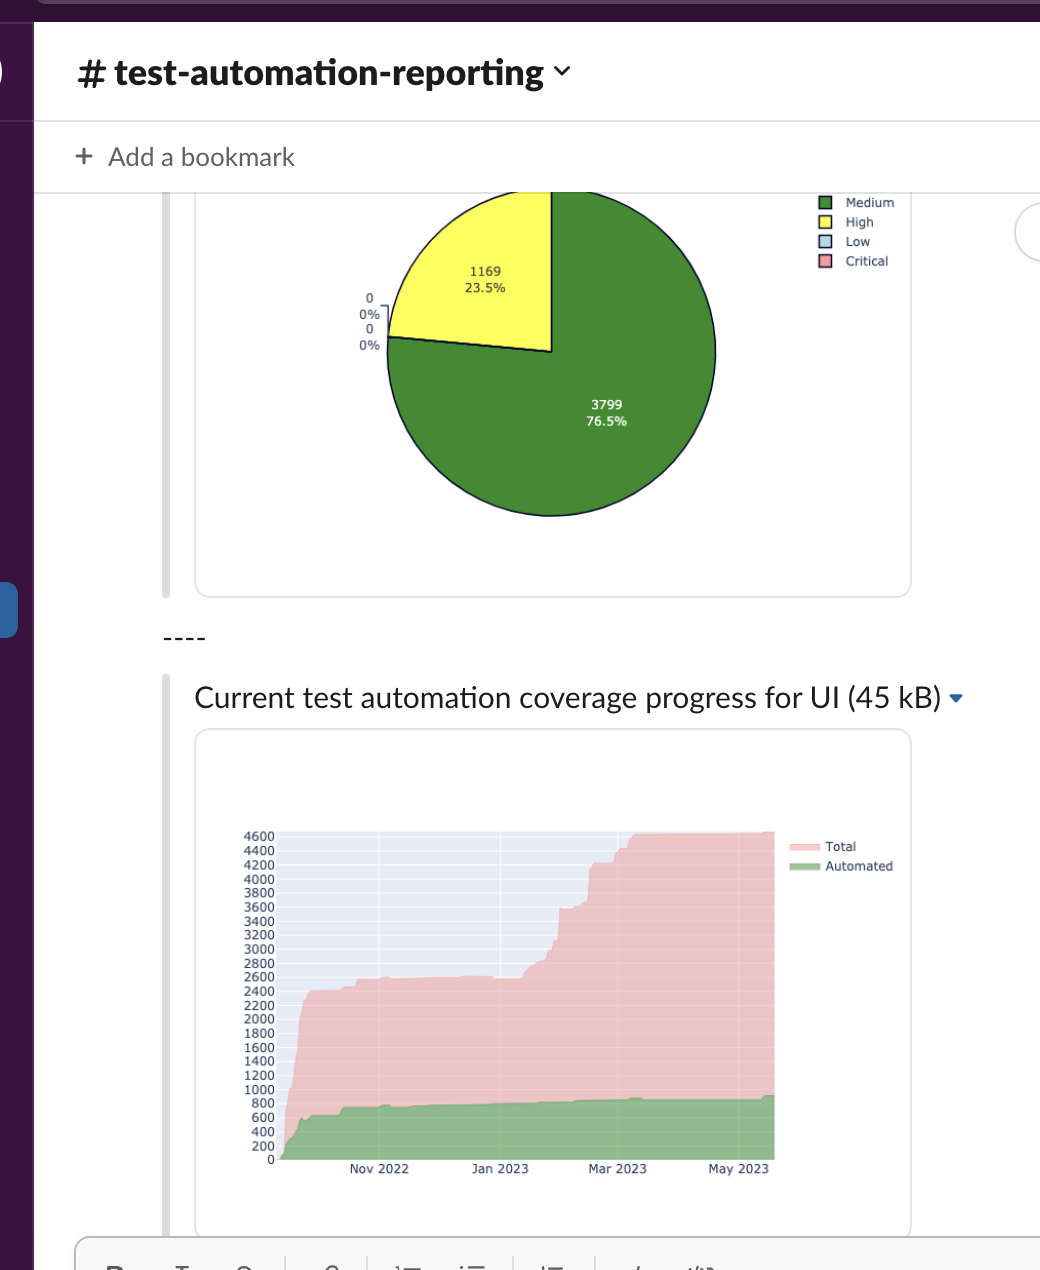 # test-automation-reporting
+ Add a bookmark
Medium
High
Low
Critical
1169
23.5%
0
0%
0
0%
3799
76.5%
----
Current test automation coverage progress for UI (45 kB)
4600
4400
4200
4000
3800
3600
3400
3200
3000
2800
2600
2400
2200
2000
1800
1600
1400
1200
1000
800
600
400
200
0
Total
Automated
Nov 2022
Jan 2023
Mar 2023
May 2023